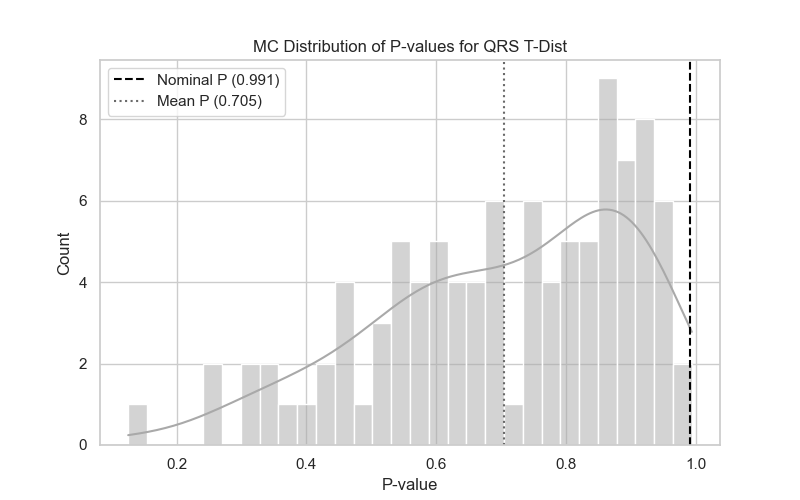 MC Distribution of P-values for QRS T-Dist
Nominal P (0.991)
Mean P (0.705)
8
6
4
2
0
Count
0.2 0.4 0.6 0.8 1.0
P-value